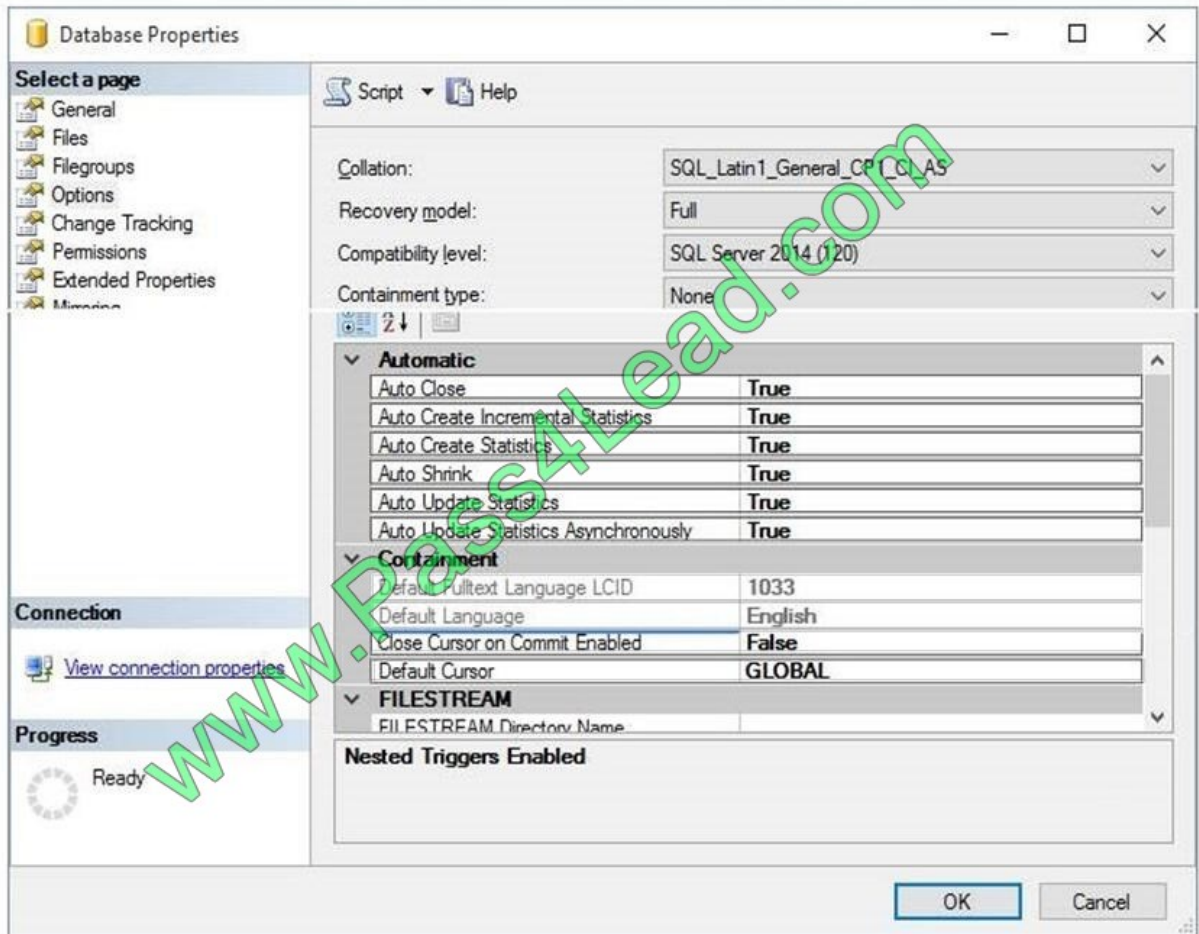 Database Properties
Select a page
General
Files
Filegroups
Options
Change Tracking
Permissions
Extended Properties
Mirroring
Script
Help
Collation: SQL_Latin1_General_CP1_CI_AS
Recovery model: Full
Compatibility level: SQL Server 2014 (120)
Containment type: None
Automatic
Auto Close True
Auto Create Incremental Statistics True
Auto Create Statistics True
Auto Shrink True
Auto Update Statistics True
Auto Update Statistics Asynchronously True
Containment
Default Fulltext Language LCID 1033
Default Language English
Close Cursor on Commit Enabled False
Default Cursor GLOBAL
FILESTREAM
FILESTREAM Directory Name
Nested Triggers Enabled
Connection
View connection properties
Progress
Ready
OK
Cancel
www.Pass4Lead.com